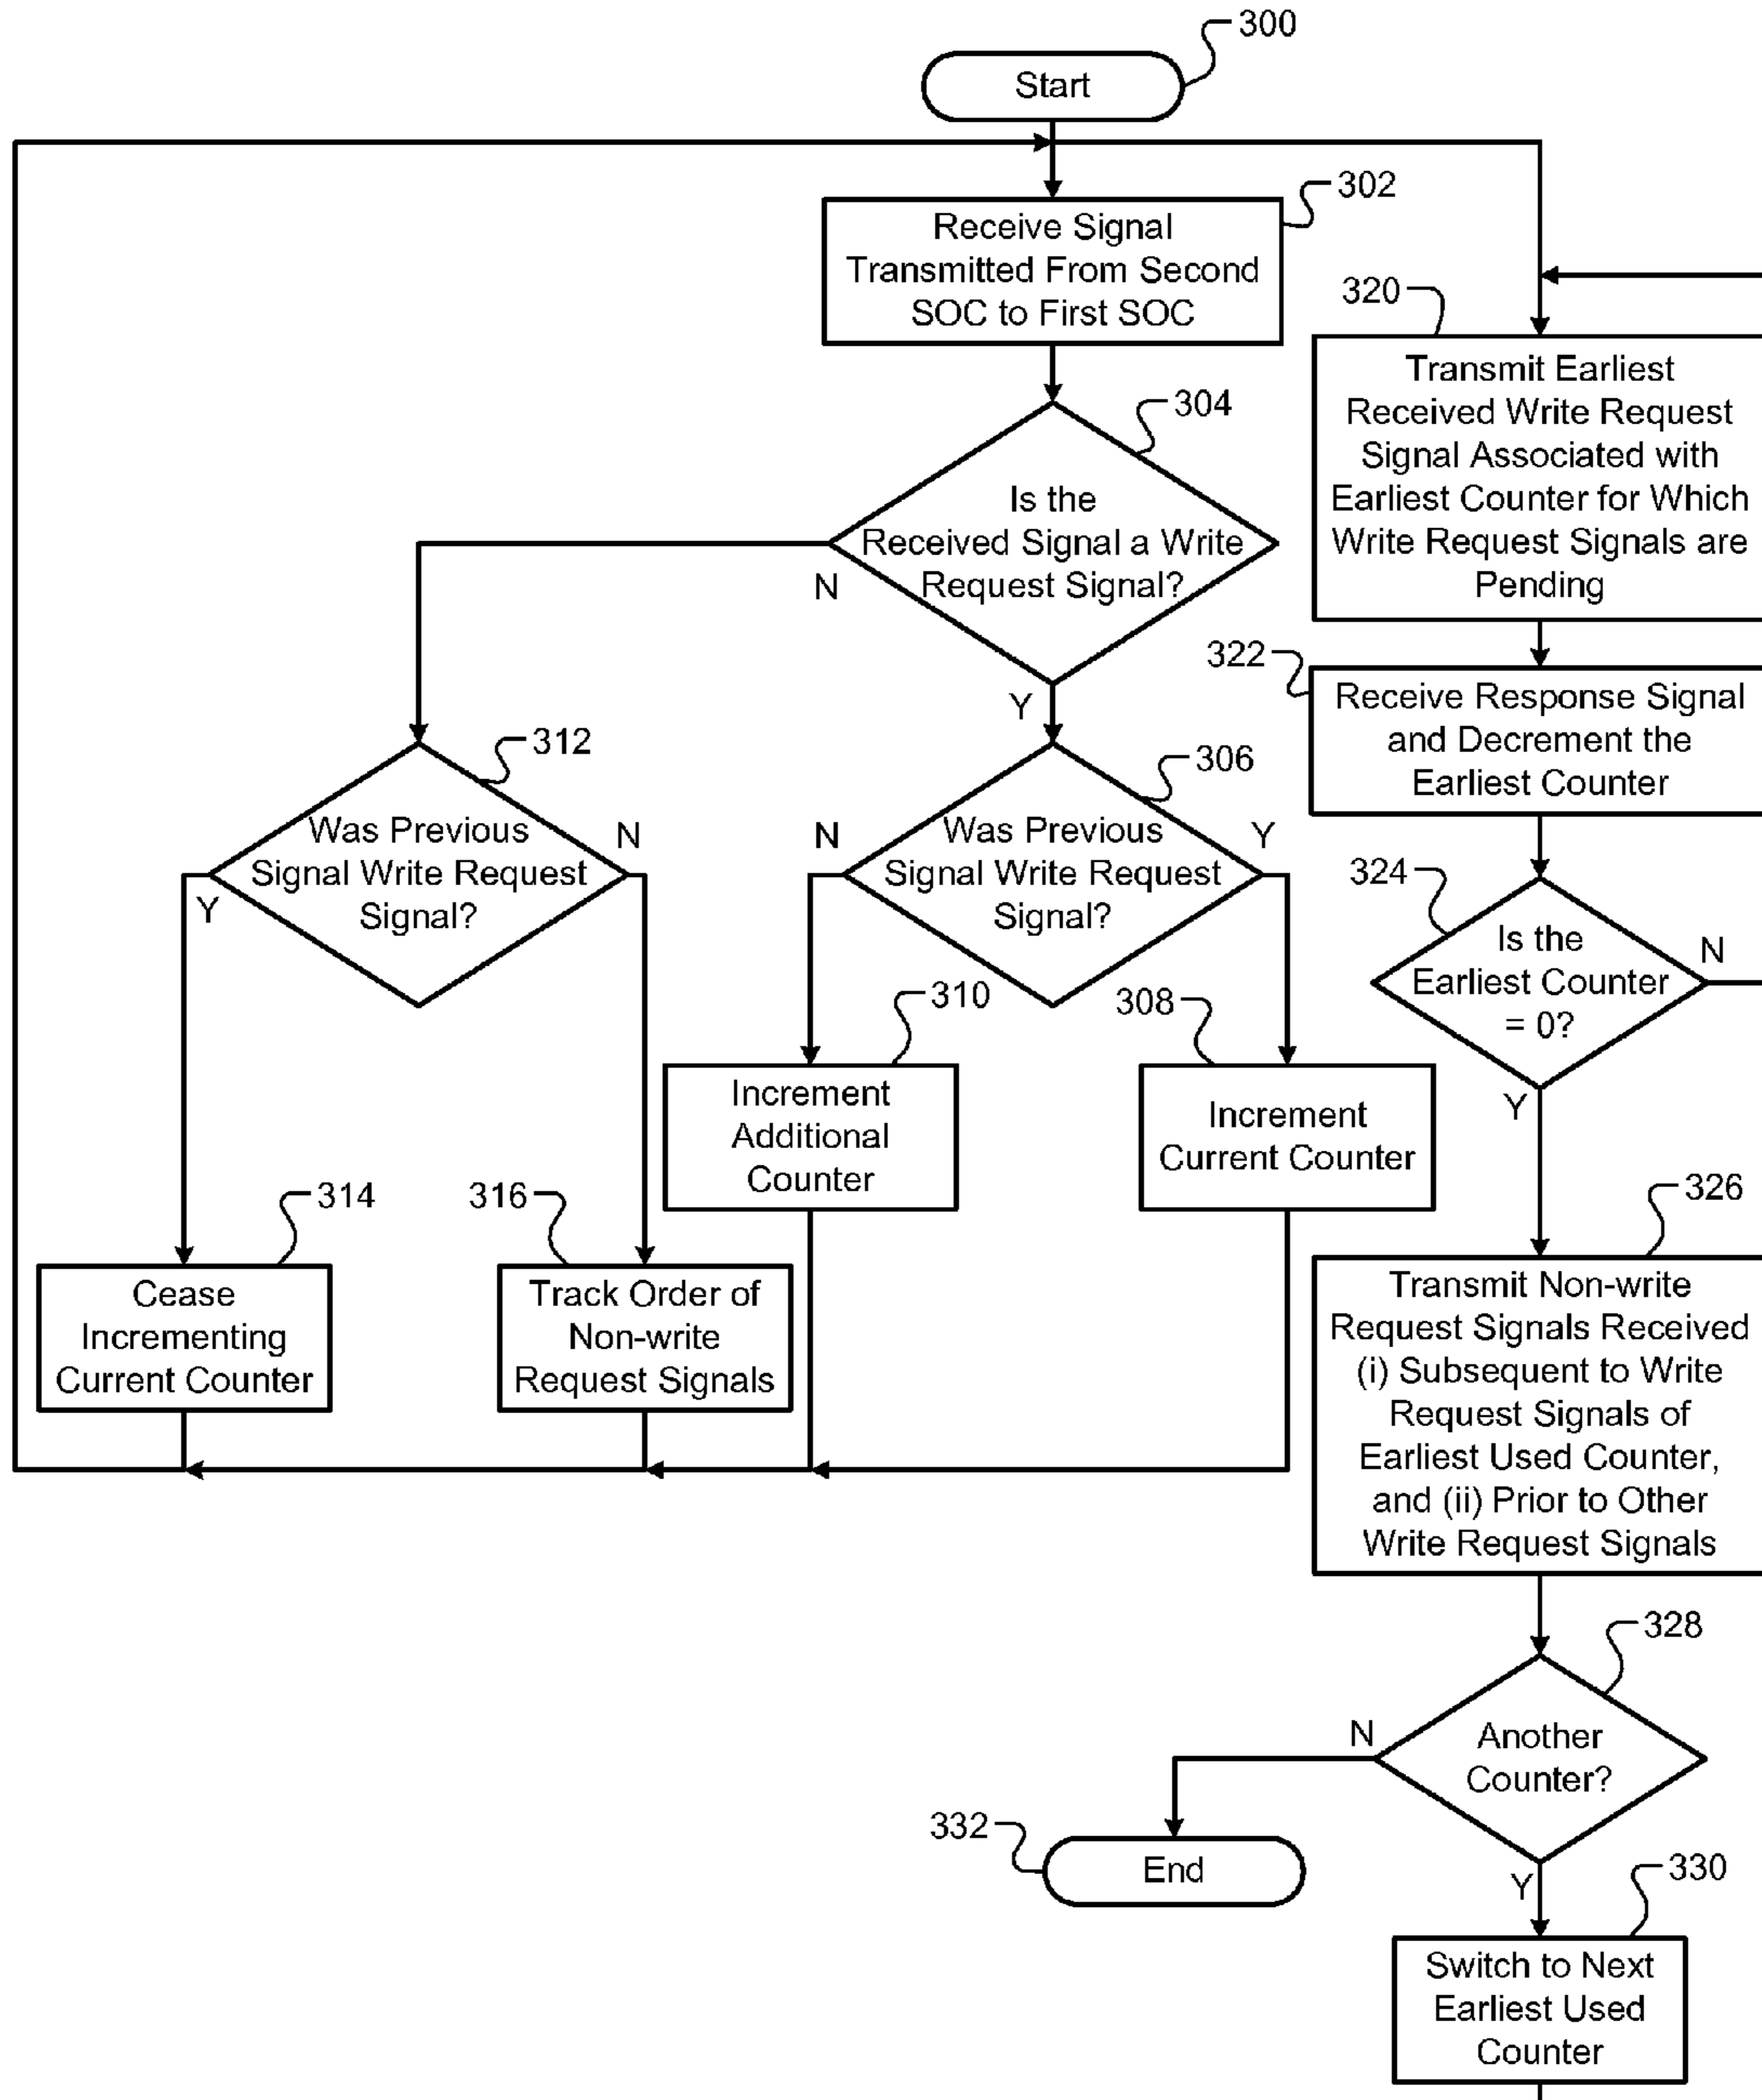 300
Start
302
Receive Signal
Transmitted From Second
SOC to First SOC
304
Is the
Received Signal a Write
Request Signal?
N
Y
312
Was Previous
Signal Write Request
Signal?
Y
N
306
Was Previous
Signal Write Request
Signal?
N
Y
310
Increment
Additional
Counter
308
Increment
Current Counter
314
Cease
Incrementing
Current Counter
316
Track Order of
Non-write
Request Signals
320
Transmit Earliest
Received Write Request
Signal Associated with
Earliest Counter for Which
Write Request Signals are
Pending
322
Receive Response Signal
and Decrement the
Earliest Counter
324
Is the
Earliest Counter
= 0?
N
Y
326
Transmit Non-write
Request Signals Received
(i) Subsequent to Write
Request Signals of
Earliest Used Counter,
and (ii) Prior to Other
Write Request Signals
328
Another
Counter?
N
Y
332
End
330
Switch to Next
Earliest Used
Counter